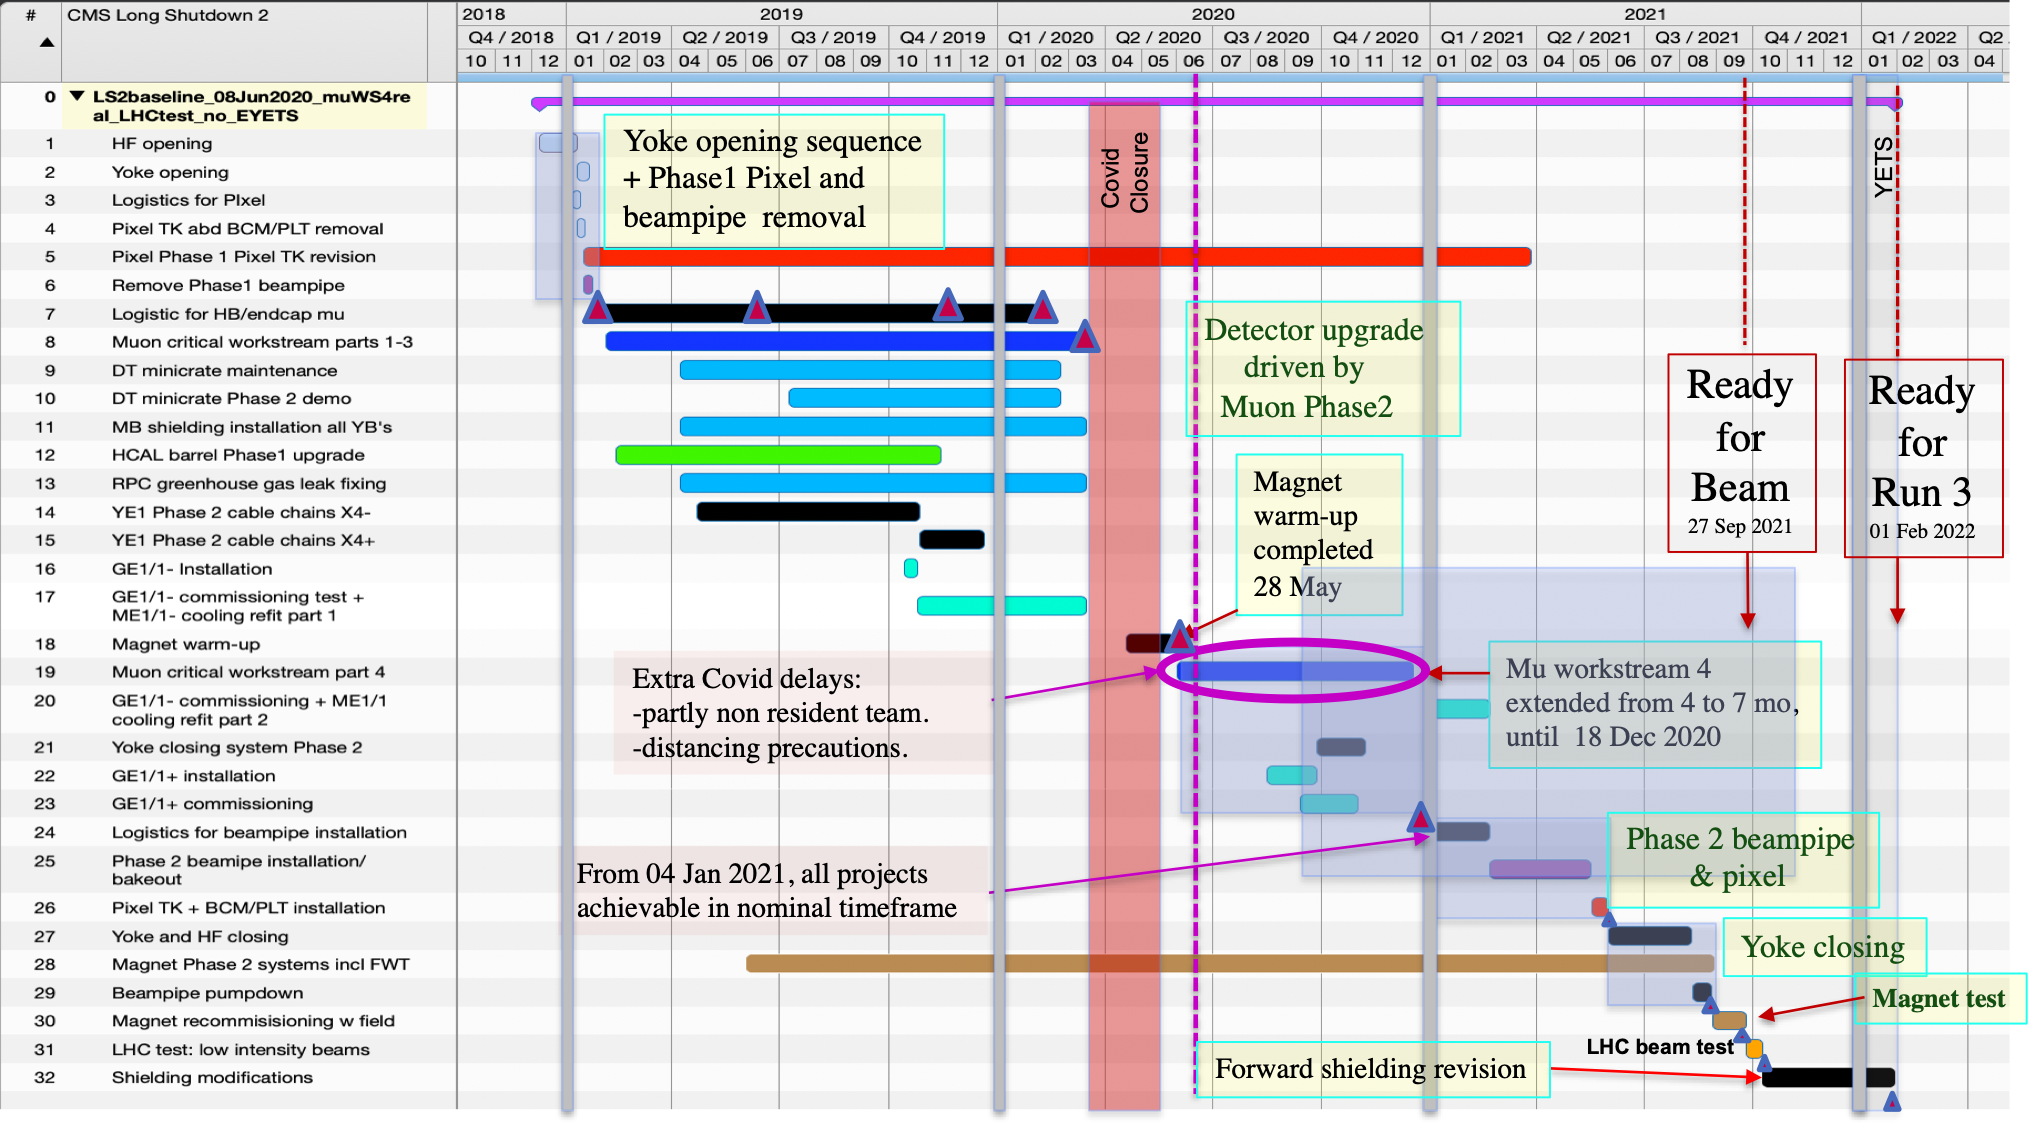 # CMS Long Shutdown 2 2018 2019 2020 2021
Q4 / 2018 Q1 / 2019 Q2 / 2019 Q3 / 2019 Q4 / 2019 Q1 / 2020 Q2 / 2020 Q3 / 2020 Q4 / 2020 Q1 / 2021 Q2 / 2021 Q3 / 2021 Q4 / 2021 Q1 / 2022 Q2
10 11 12 01 02 03 04 05 06 07 08 09 10 11 12 01 02 03 04 05 06 07 08 09 10 11 12 01 02 03 04 05 06 07 08 09 10 11 12 01 02 03 04
0 LS2baseline_08Jun2020_muWS4re
al_LHCtest_no_EYETS
1 HF opening
2 Yoke opening
3 Logistics for PIxel
4 Pixel TK abd BCM/PLT removal
5 Pixel Phase 1 Pixel TK revision
6 Remove Phase1 beampipe
7 Logistic for HB/endcap mu
8 Muon critical workstream parts 1-3
9 DT minicrate maintenance
10 DT minicrate Phase 2 demo
11 MB shielding installation all YB's
12 HCAL barrel Phase1 upgrade
13 RPC greenhouse gas leak fixing
14 YE1 Phase 2 cable chains X4-
15 YE1 Phase 2 cable chains X4+
16 GE1/1- Installation
17 GE1/1- commissioning test +
ME1/1- cooling refit part 1
18 Magnet warm-up
19 Muon critical workstream part 4
20 GE1/1- commissioning + ME1/1
cooling refit part 2
21 Yoke closing system Phase 2
22 GE1/1+ installation
23 GE1/1+ commissioning
24 Logistics for beampipe installation
25 Phase 2 beamipe installation/
bakeout
26 Pixel TK + BCM/PLT installation
27 Yoke and HF closing
28 Magnet Phase 2 systems incl FWT
29 Beampipe pumpdown
30 Magnet recommisisioning w field
31 LHC test: low intensity beams
32 Shielding modifications
Yoke opening sequence
+ Phase1 Pixel and
beampipe removal
Covid
Closure
YETS
Detector upgrade
driven by
Muon Phase2
Ready
for
Beam
27 Sep 2021
Ready
for
Run 3
01 Feb 2022
Magnet
warm-up
completed
28 May
Extra Covid delays:
-partly non resident team.
-distancing precautions.
Mu workstream 4
extended from 4 to 7 mo,
until 18 Dec 2020
From 04 Jan 2021, all projects
achievable in nominal timeframe
Phase 2 beampipe
& pixel
Yoke closing
Magnet test
LHC beam test
Forward shielding revision